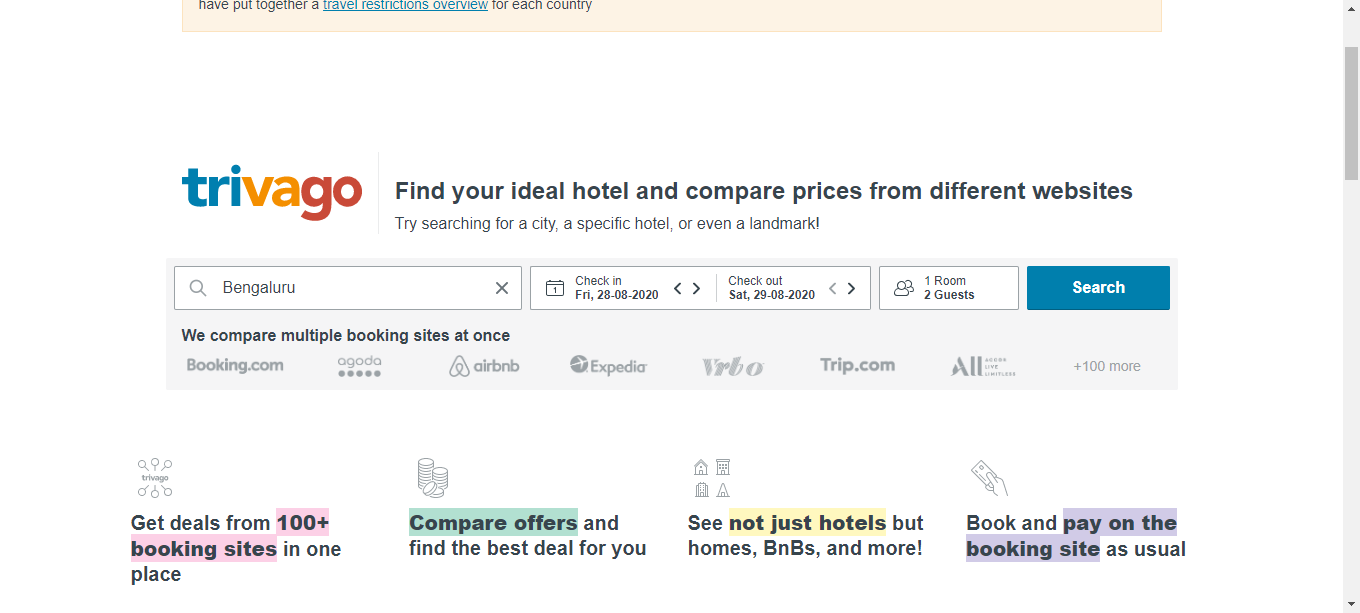 have put together a travel restrictions overview for each country
trivago
Find your ideal hotel and compare prices from different websites
Try searching for a city, a specific hotel, or even a landmark!
Bengaluru
1
Check in
Fri, 28-08-2020
Check out
Sat, 29-08-2020
1 Room
2 Guests
Search
We compare multiple booking sites at once
Booking.com
agoda
airbnb
Expedia
Vrbo
Trip.com
ALL
ACCOR
LIVE
LIMITLESS
+100 more
trivago
Get deals from 100+
booking sites in one
place
Compare offers and
find the best deal for you
See not just hotels but
homes, BnBs, and more!
Book and pay on the
booking site as usual